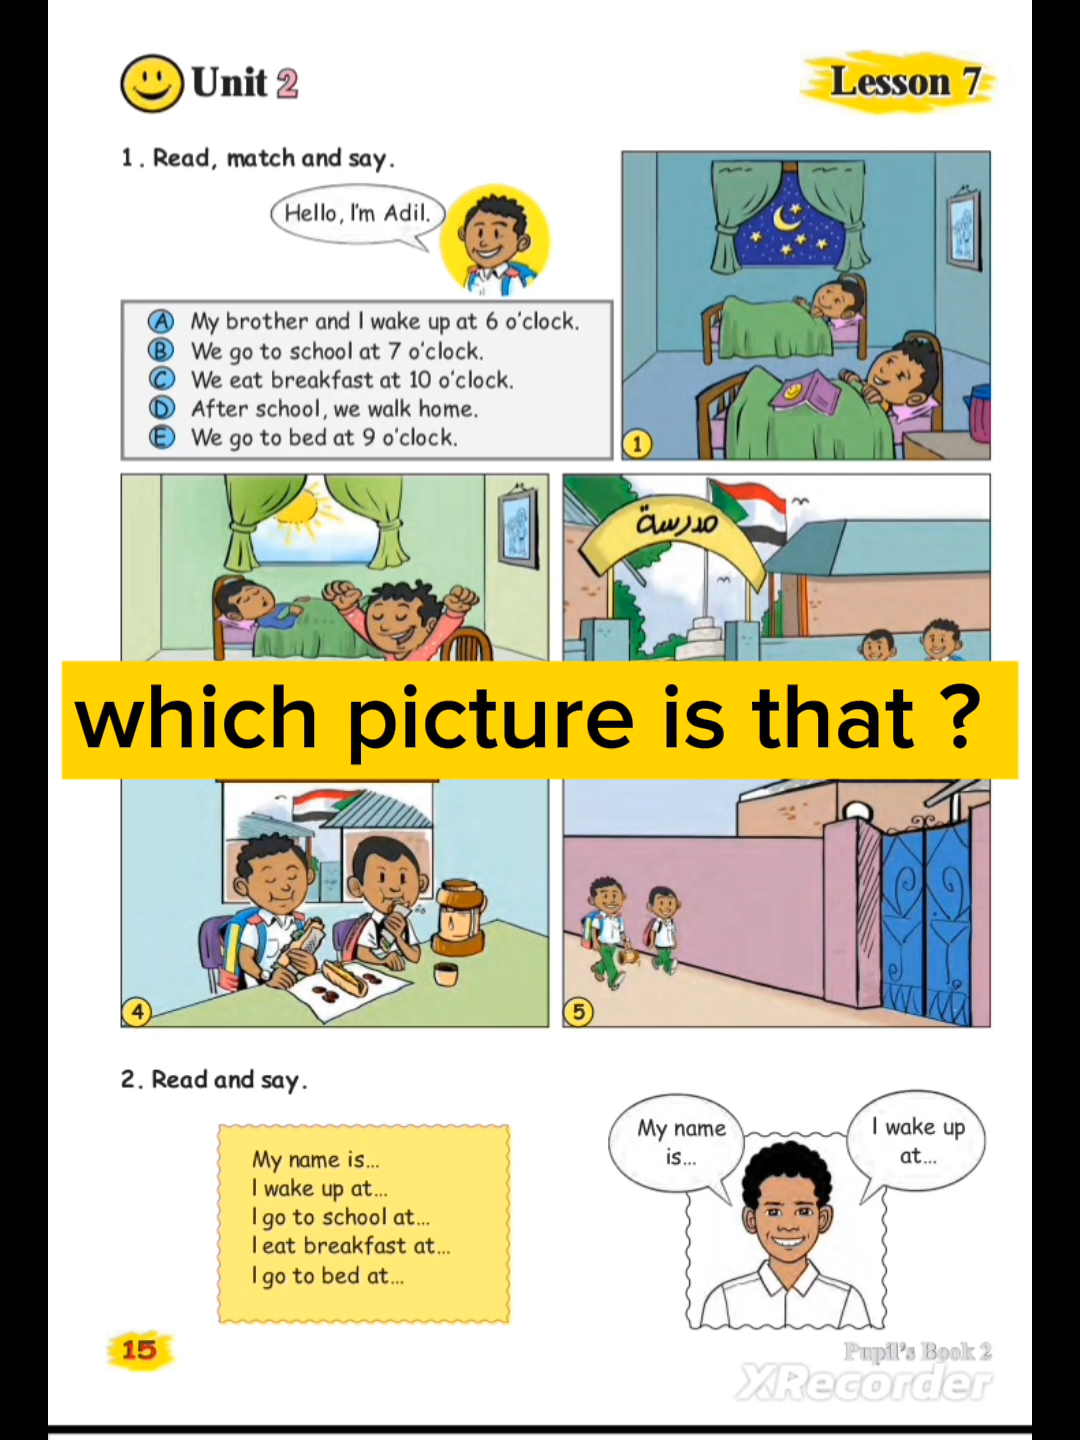 Unit 2
Lesson 7
1. Read, match and say.
Hello, I'm Adil.
A My brother and I wake up at 6 o'clock.
B We go to school at 7 o'clock.
C We eat breakfast at 10 o'clock.
D After school, we walk home.
E We go to bed at 9 o'clock.
1
مدرسة
which picture is that ?
4
5
2. Read and say.
My name is...
I wake up at...
I go to school at...
I eat breakfast at...
I go to bed at...
My name
is...
I wake up
at...
15
Pupil's Book 2
XRecorder